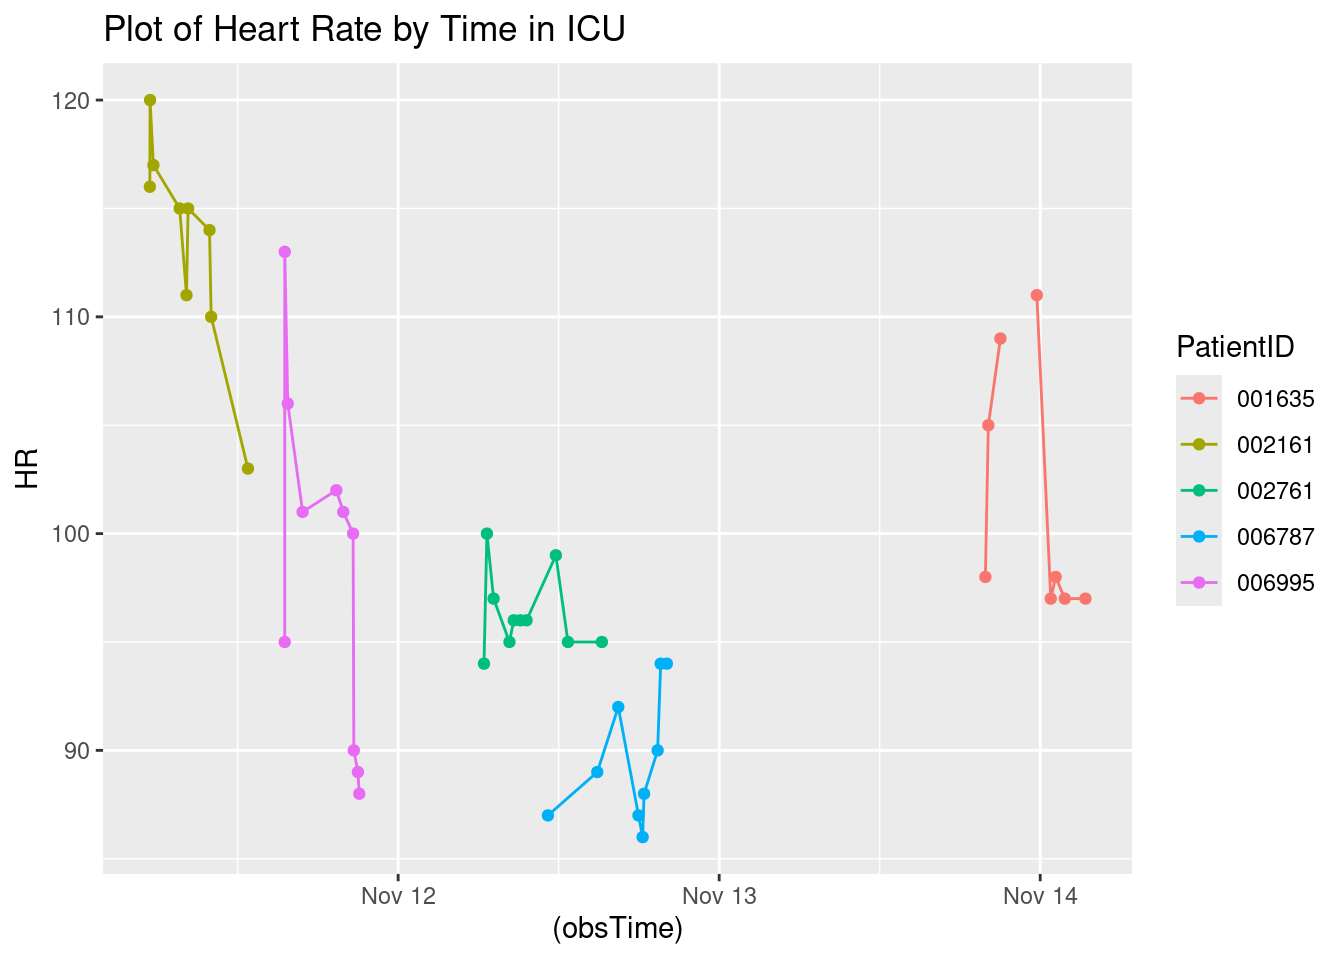 Plot of Heart Rate by Time in ICU
120
110
100
90
HR
Nov 12
Nov 13
Nov 14
(obsTime)
PatientID
001635
002161
002761
006787
006995